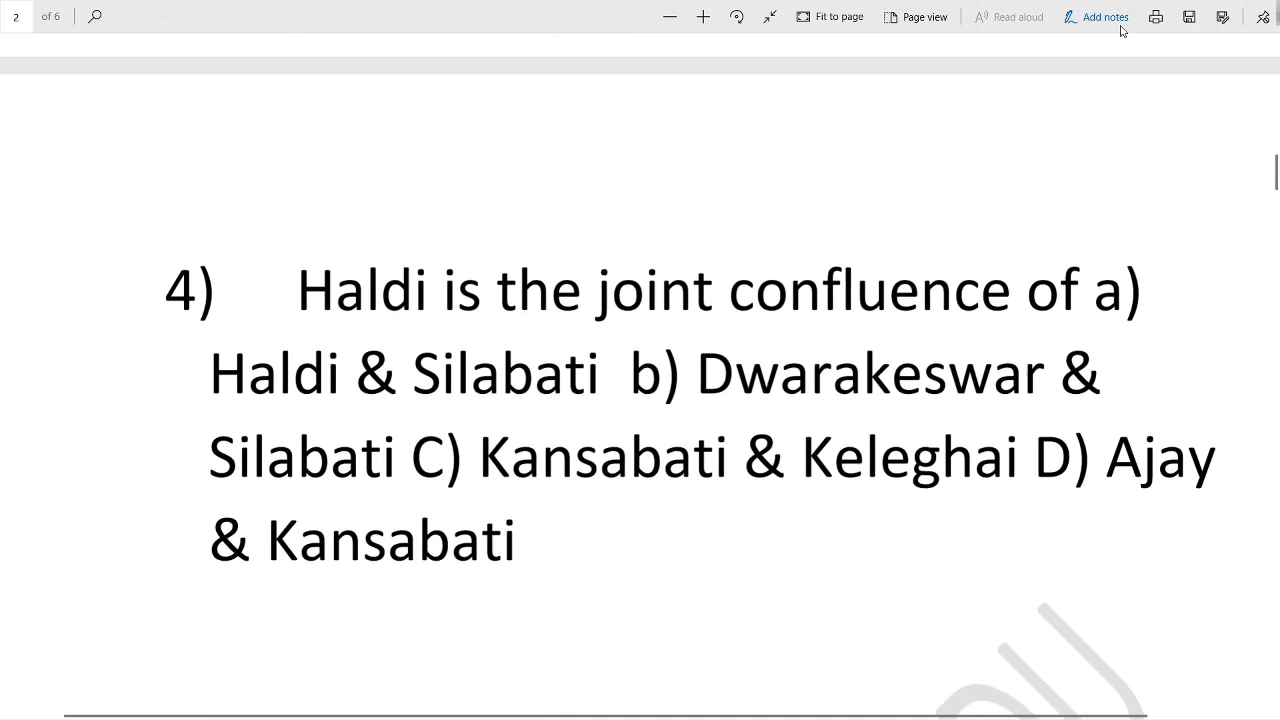 2 of 6 Fit to page Page view Read aloud Add notes
4) Haldi is the joint confluence of a)
Haldi & Silabati b) Dwarakeswar &
Silabati C) Kansabati & Keleghai D) Ajay
& Kansabati